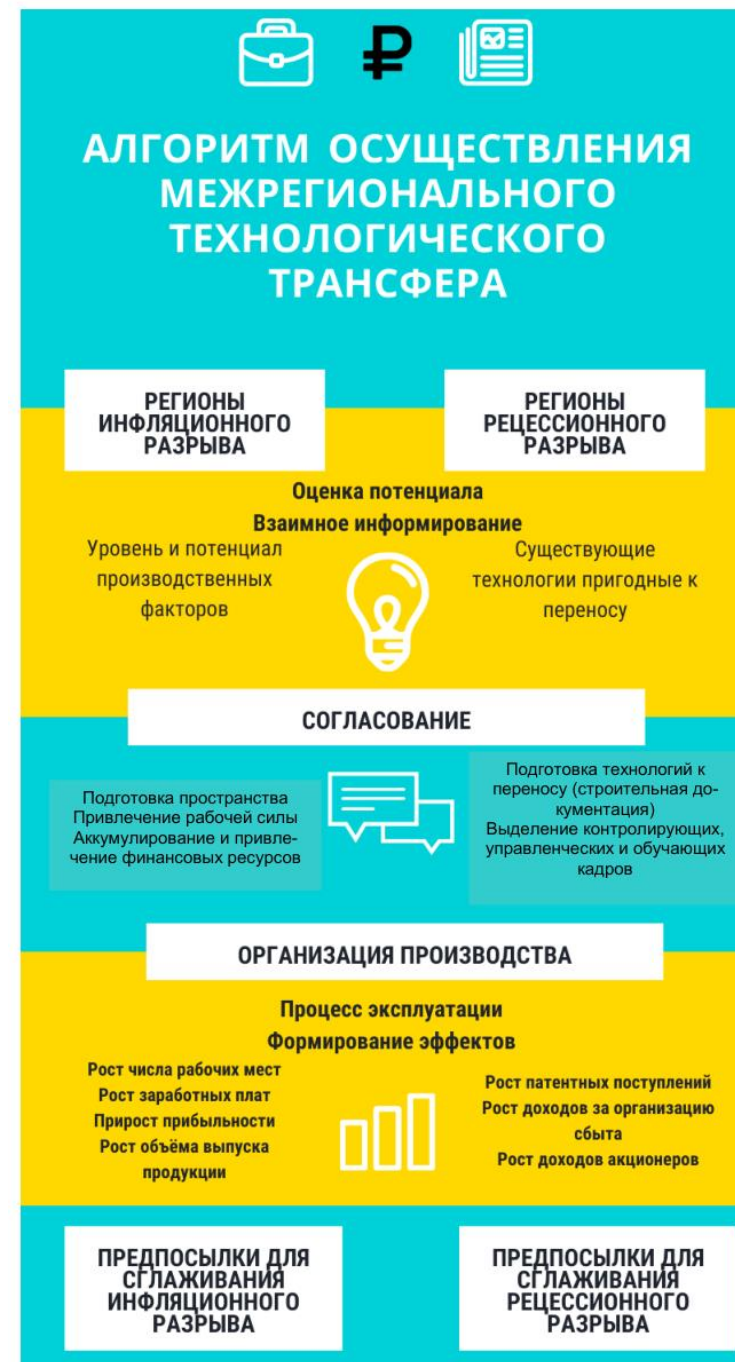 АЛГОРИТМ ОСУЩЕСТВЛЕНИЯ
МЕЖРЕГИОНАЛЬНОГО
ТЕХНОЛОГИЧЕСКОГО
ТРАНСФЕРА
РЕГИОНЫ
ИНФЛЯЦИОННОГО
РАЗРЫВА
РЕГИОНЫ
РЕЦЕССИОННОГО
РАЗРЫВА
Оценка потенциала
Взаимное информирование
Уровень и потенциал
производственных
факторов
Существующие
технологии пригодные к
переносу
СОГЛАСОВАНИЕ
Подготовка пространства
Привлечение рабочей силы
Аккумулирование и привле-
чение финансовых ресурсов
Подготовка технологий к
переносу (строительная до-
кументация)
Выделение контролирующих,
управленческих и обучающих
кадров
ОРГАНИЗАЦИЯ ПРОИЗВОДСТВА
Процесс эксплуатации
Формирование эффектов
Рост числа рабочих мест
Рост заработных плат
Прирост прибыльности
Рост объёма выпуска
продукции
Рост патентных поступлений
Рост доходов за организацию
сбыта
Рост доходов акционеров
ПРЕДПОСЫЛКИ ДЛЯ
СГЛАЖИВАНИЯ
ИНФЛЯЦИОННОГО
РАЗРЫВА
ПРЕДПОСЫЛКИ ДЛЯ
СГЛАЖИВАНИЯ
РЕЦЕССИОННОГО
РАЗРЫВА